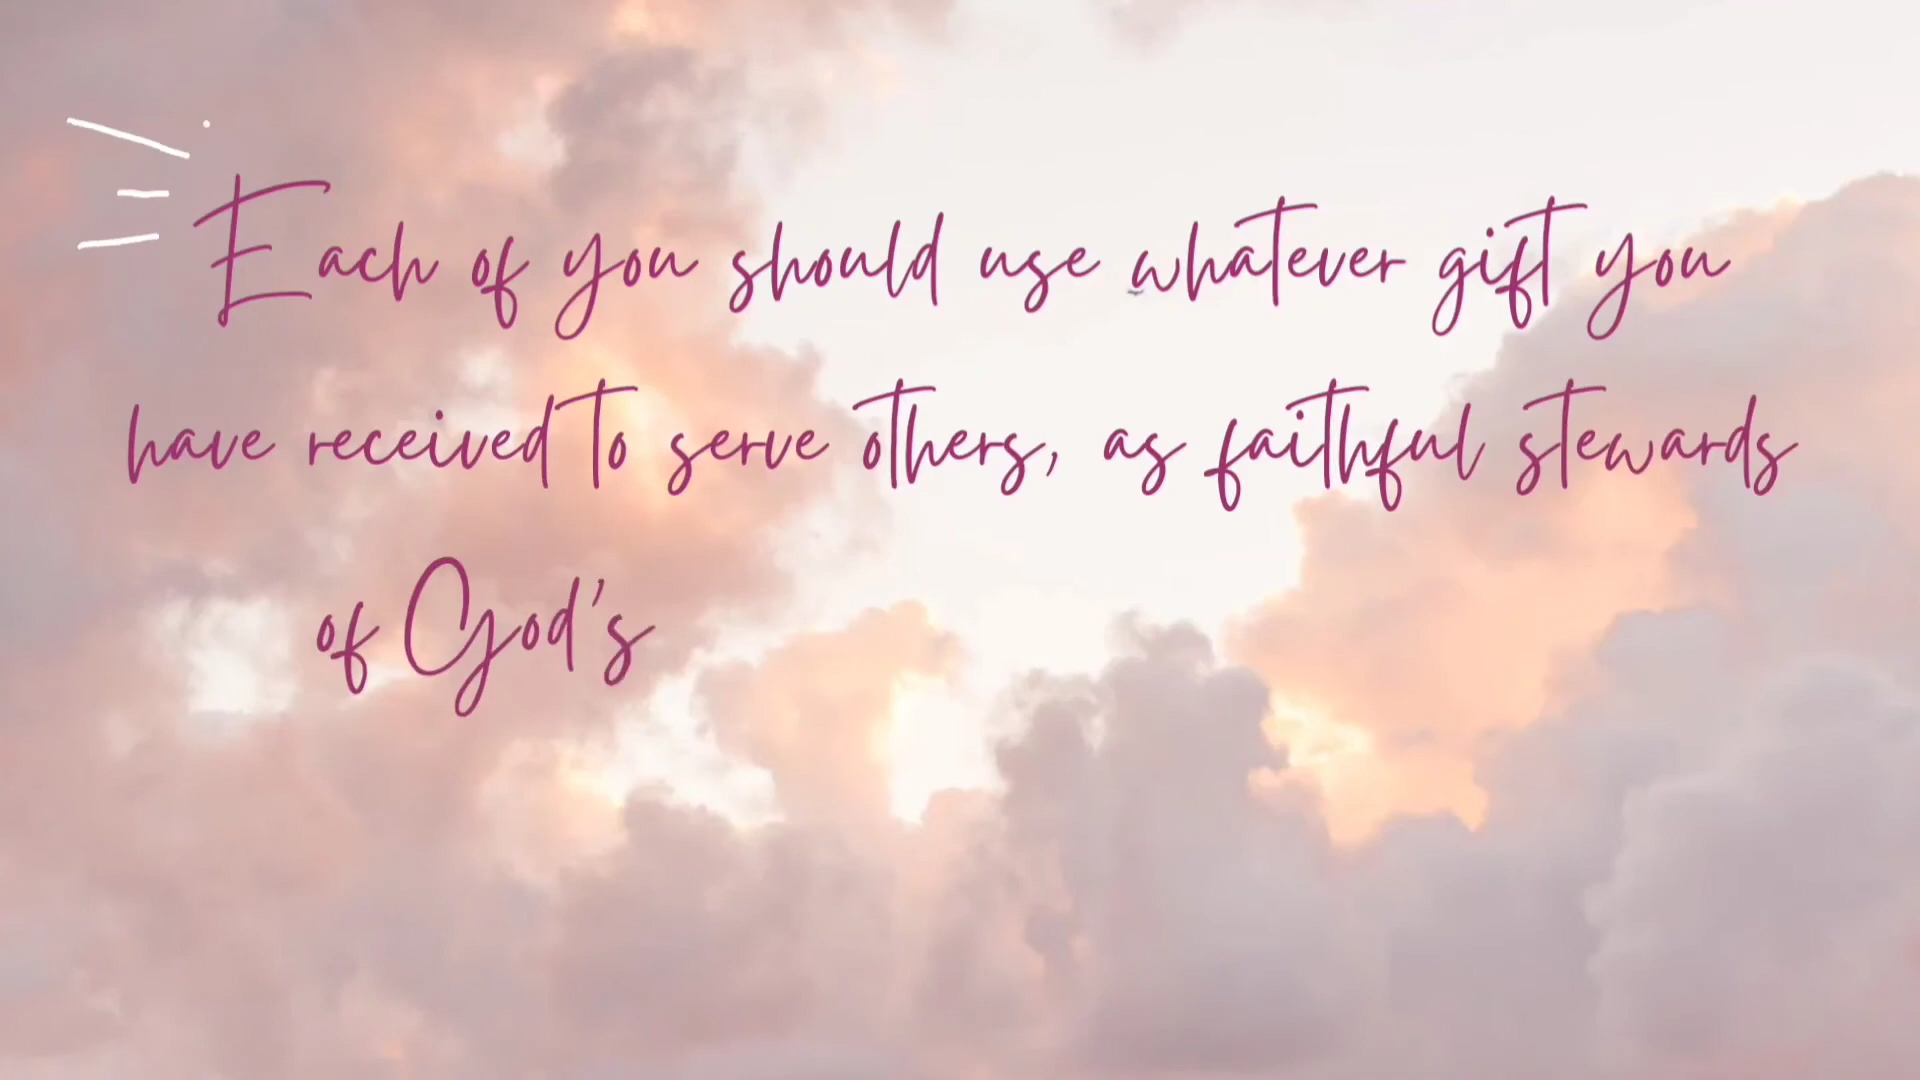 Each of you should use whatever gift you
have received to serve others, as faithful stewards
of God's